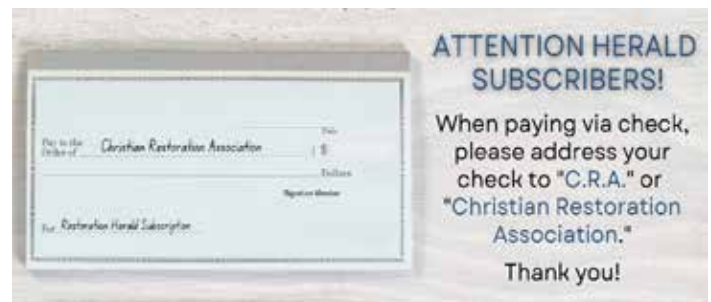 Date
Pay to the
Order of Christian Restoration Association $
Dollars
For Restoration Herald Subscription
ATTENTION HERALD
SUBSCRIBERS!
When paying via check,
please address your
check to "C.R.A." or
"Christian Restoration
Association."
Thank you!